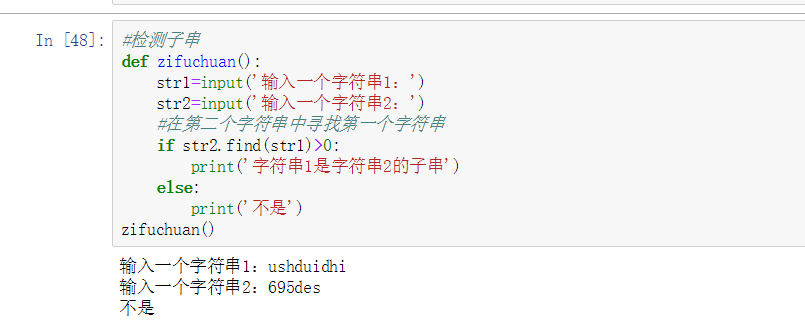 In [48]: #检测子串
def zifuchuan():
    str1=input('输入一个字符串1：')
    str2=input('输入一个字符串2：')
    #在第二个字符串中寻找第一个字符串
    if str2.find(str1)>0:
        print('字符串1是字符串2的子串')
    else:
        print('不是')
zifuchuan()
输入一个字符串1：ushduidhi
输入一个字符串2：695des
不是